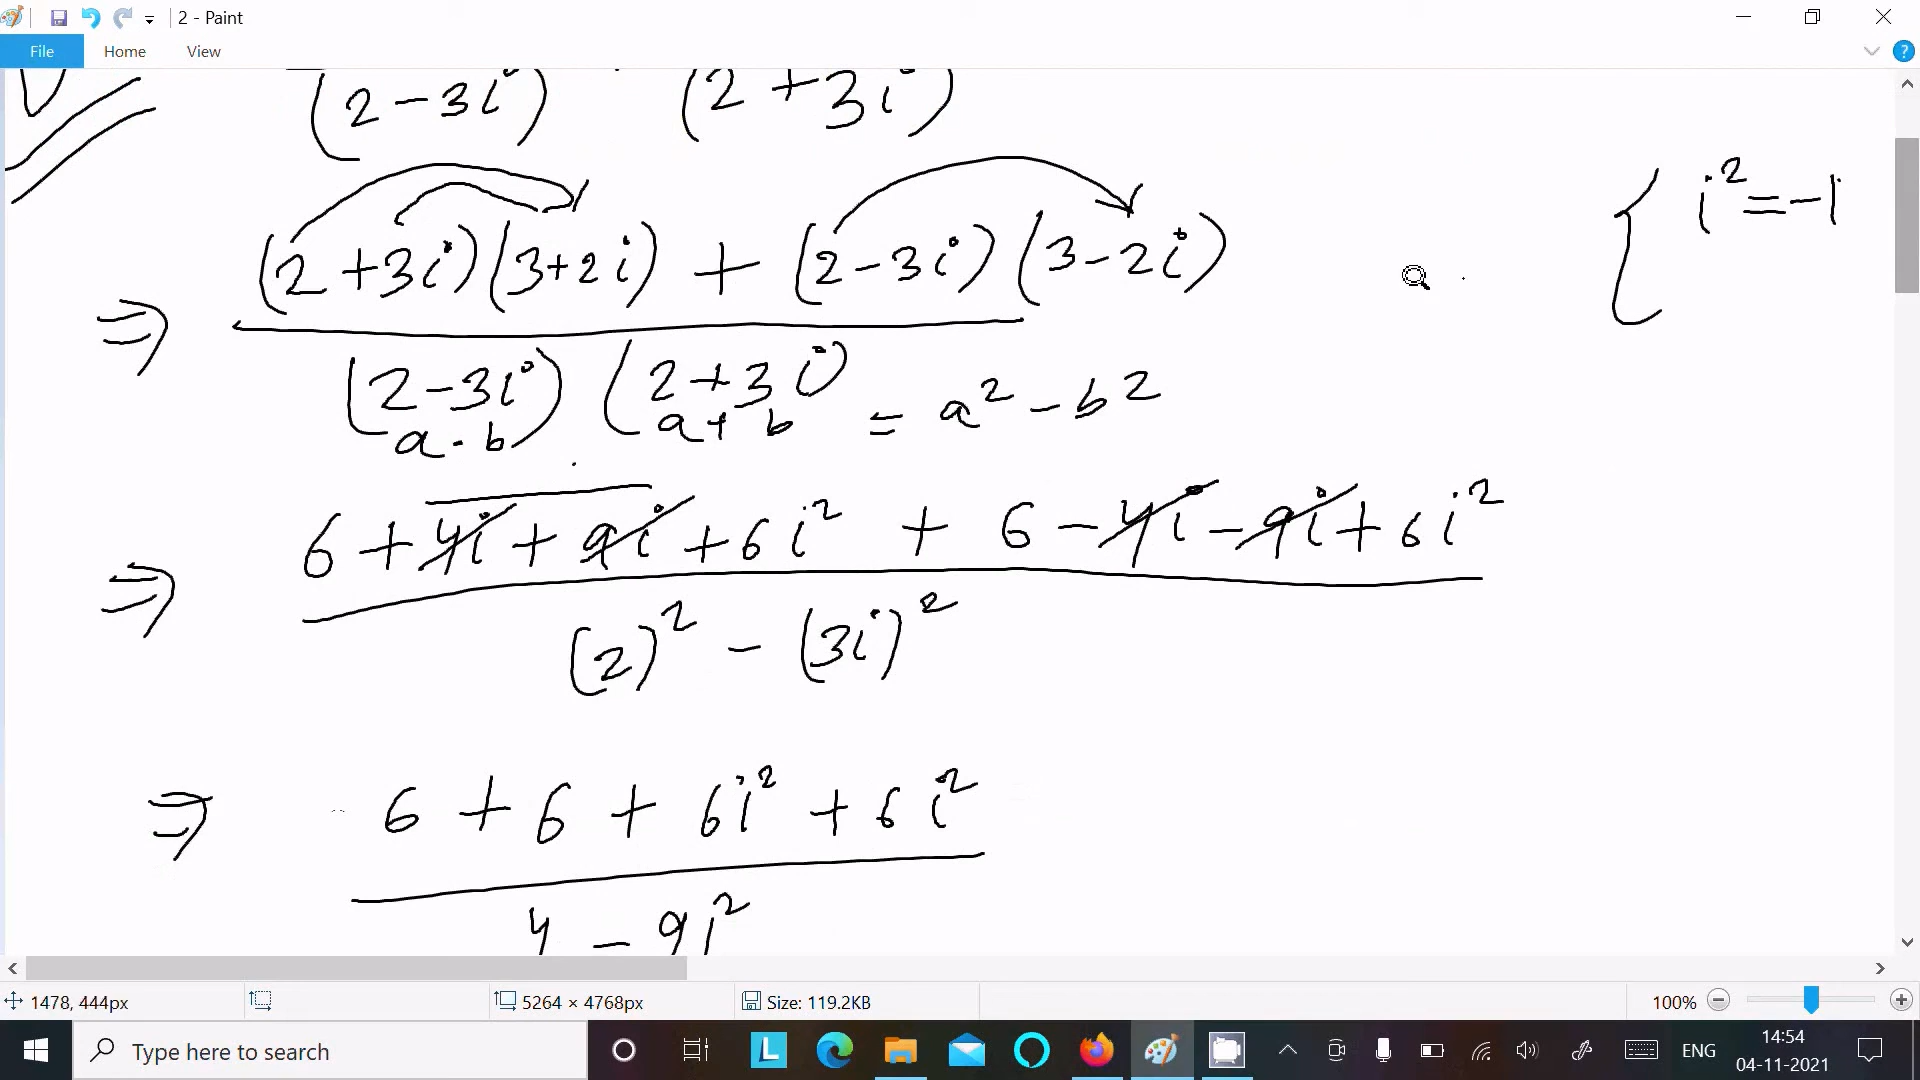 2 - Paint
File Home View
(2 - 3i) (2 + 3i)
i² = -1
(2 + 3i)(3 + 2i) + (2 - 3i)(3 - 2i)
⇒
(2 - 3i) (2 + 3i)
a - b a + b = a² - b²
6 + 4i + 9i + 6i² + 6 - 4i - 9i + 6i²
⇒
(2)² - (3i)²
⇒ 6 + 6 + 6i² + 6i²
4 - 9i²
1478, 444px 5264 × 4768px Size: 119.2KB 100%
Type here to search
ENG
14:54
04-11-2021